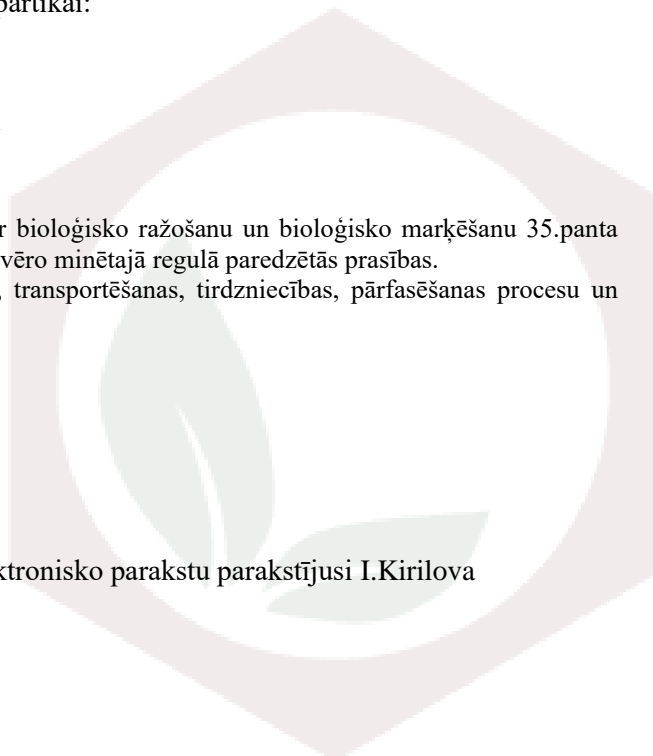 partikai:
r bioloģisko ražošanu un bioloģisko marķēšanu 35.panta
vēro minētajā regulā paredzētās prasības.
, transportēšanas, tirdzniecības, pārfasēšanas procesu un
ktronisko parakstu parakstījusi I.Kirilova